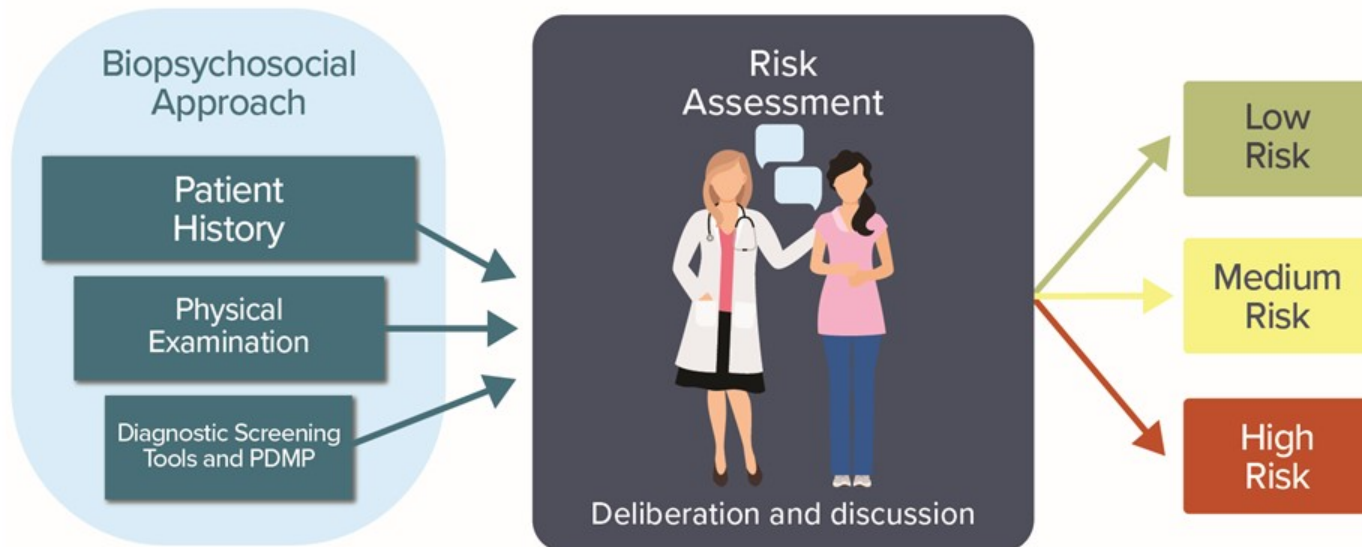 Biopsychosocial
Approach
Patient
History
Physical
Examination
Diagnostic Screening
Tools and PDMP
Risk
Assessment
Deliberation and discussion
Low
Risk
Medium
Risk
High
Risk